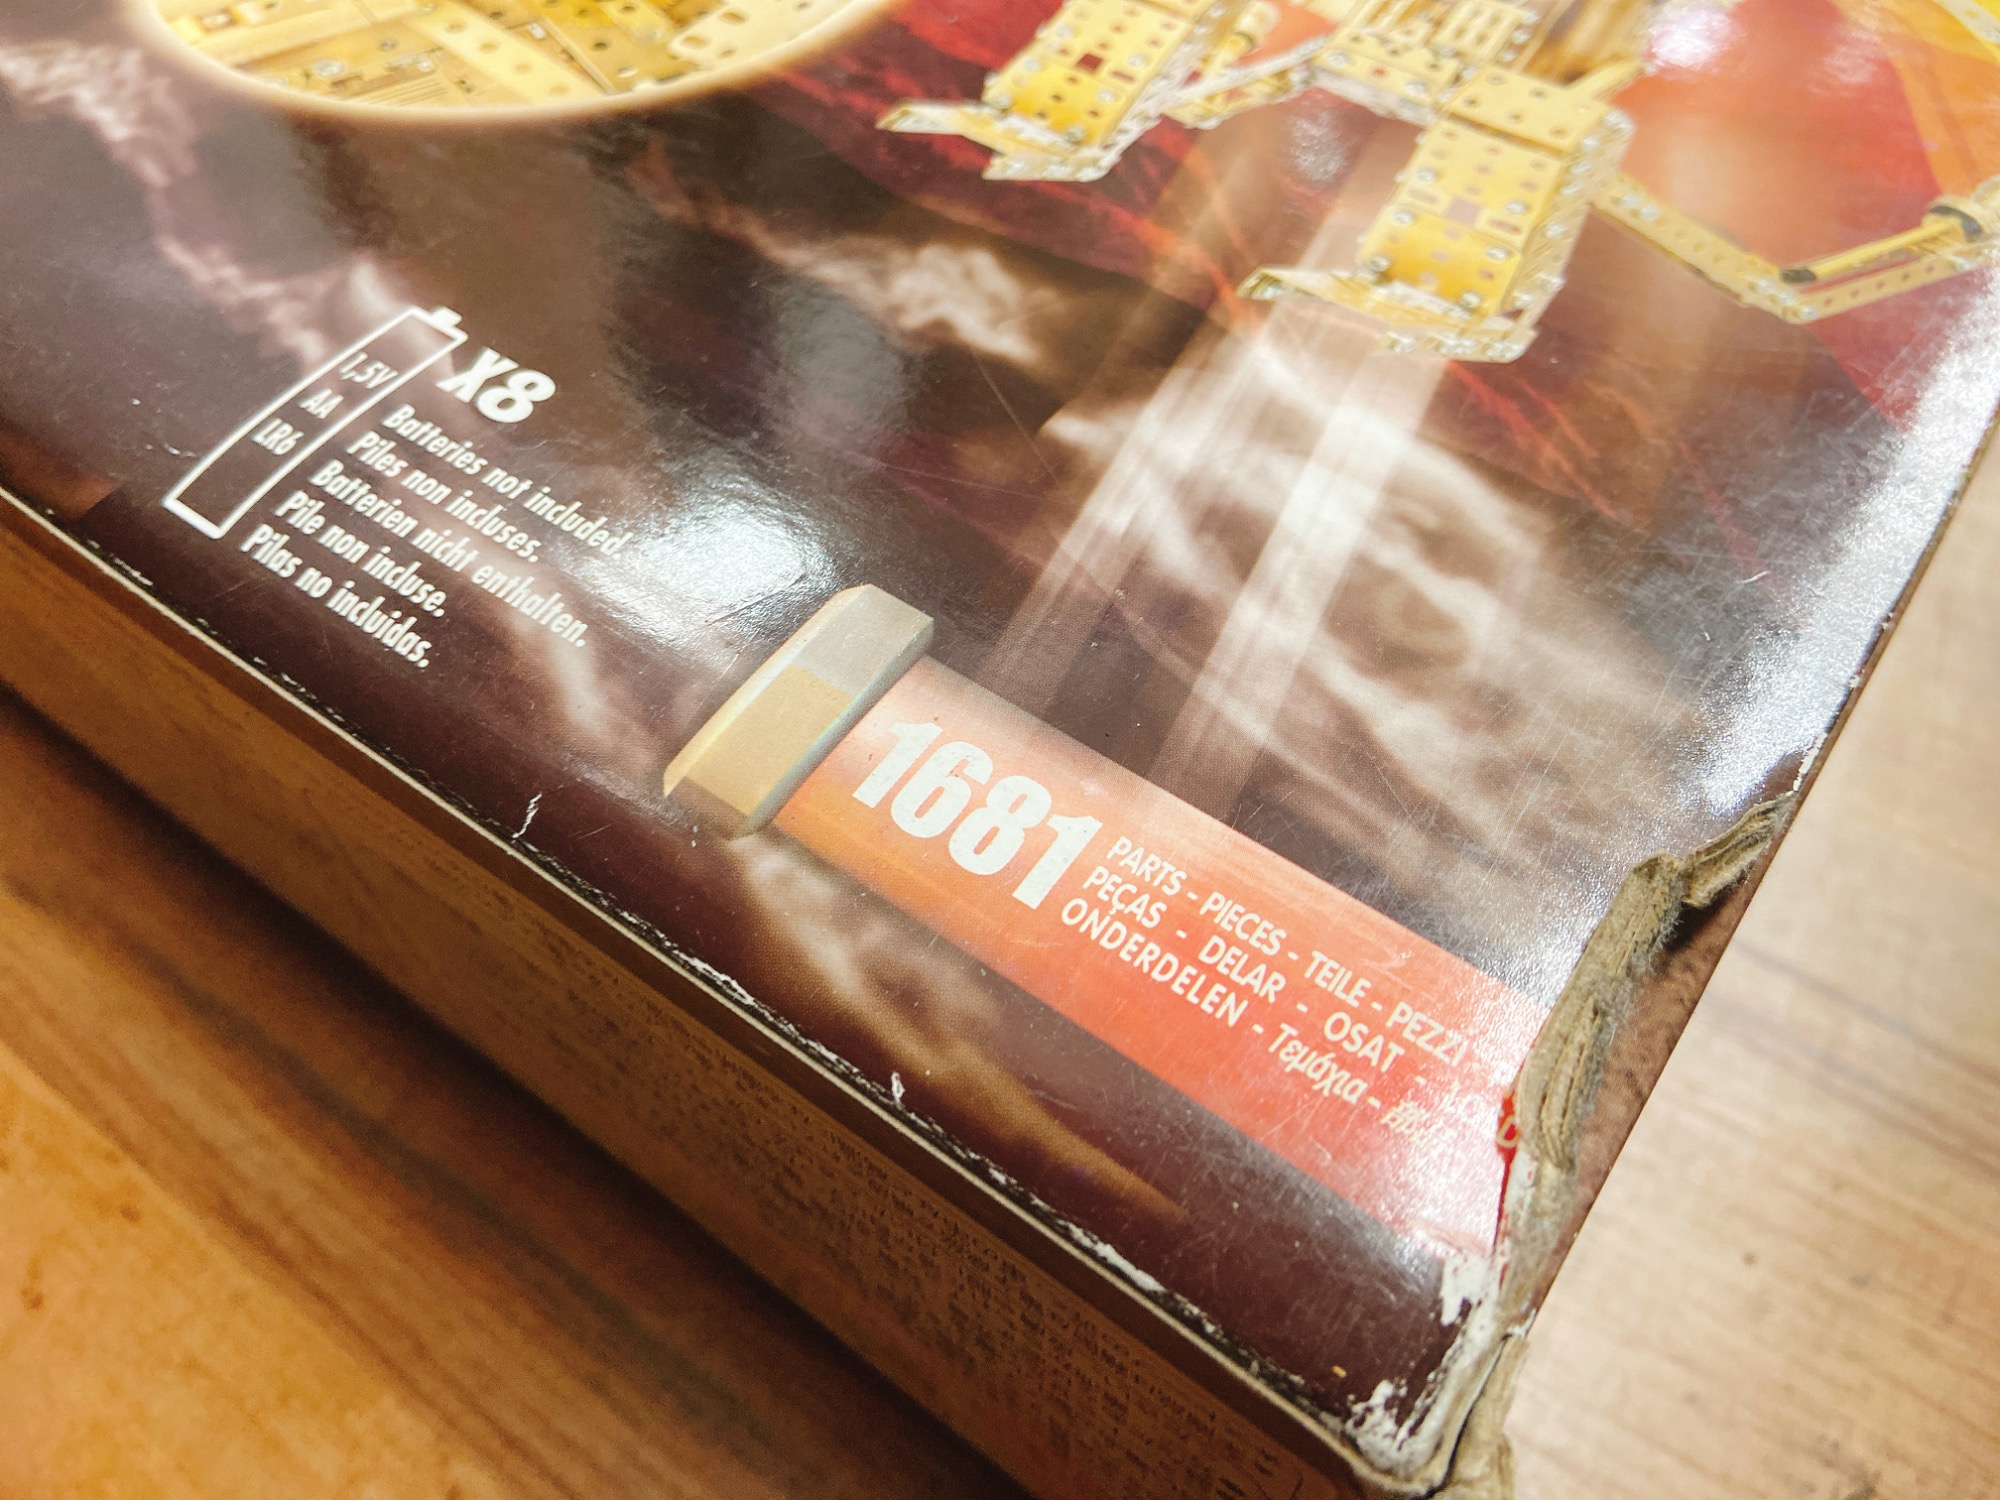 1,5V
AA
LR6
X8
Batteries not included.
Piles non incluses.
Batterien nicht enthalten.
Pile non incluse.
Pilas no incluídas.
1681
PARTS - PIECES - TEILE - PEZZI
PEÇAS - DELAR - OSAT -
ONDERDELEN - Τεμάχια -